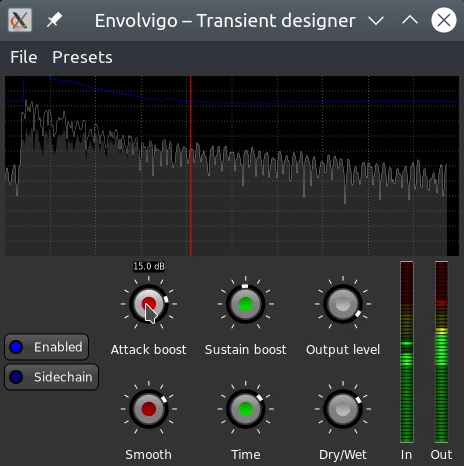 Envolvigo – Transient designer
File Presets
15.0 dB
Attack boost Sustain boost Output level
Enabled
Sidechain
Smooth Time Dry/Wet In Out